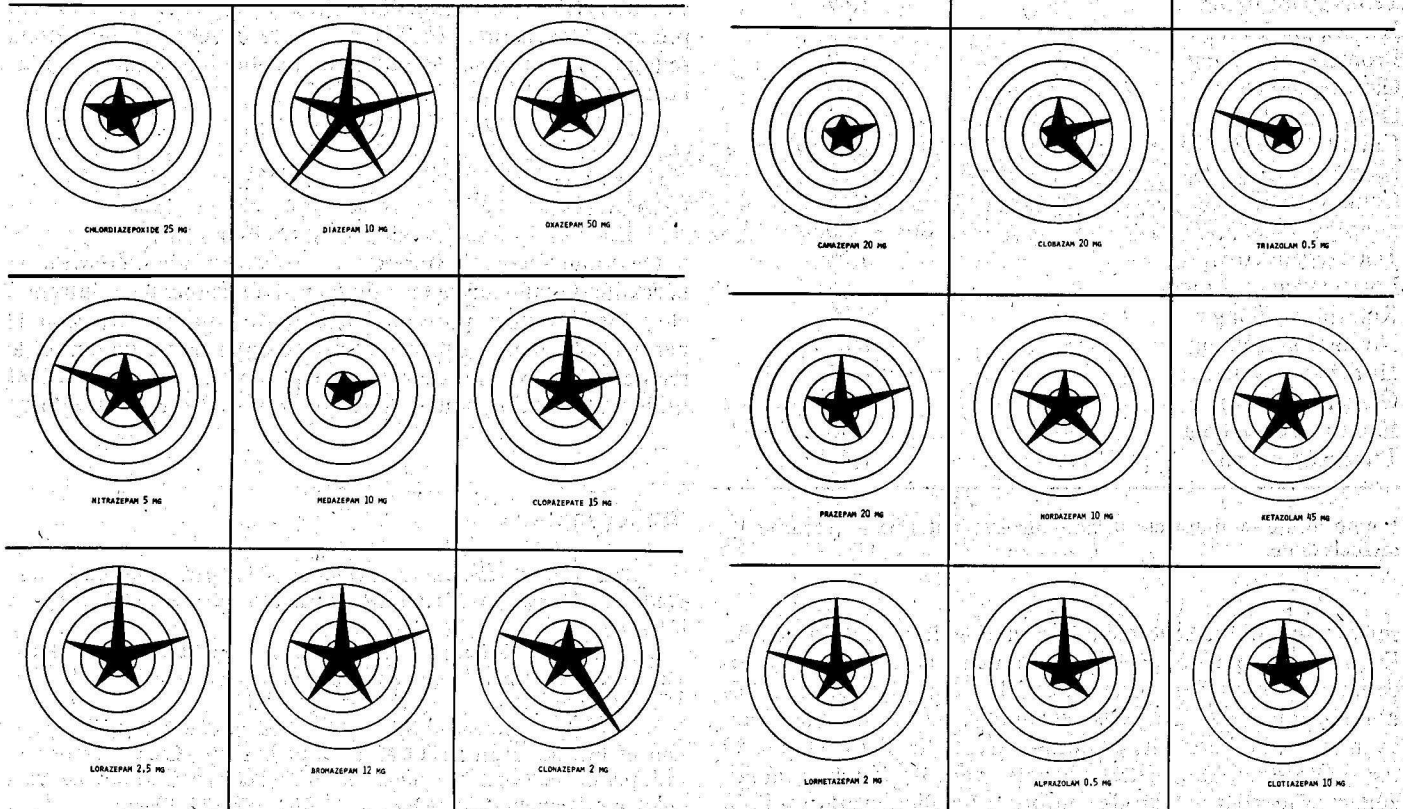 CHLORDIAZEPOXIDE 25 MG
DIAZEPAM 10 MG
OXAZEPAM 50 MG
NITRAZEPAM 5 MG
MEDAZEPAM 10 MG
CLOPAZEPATE 15 MG
LORAZEPAM 2,5 MG
BROMAZEPAM 12 MG
CLONAZEPAM 2 MG
CAMAZEPAM 20 MG
CLOBAZAM 20 MG
TRIAZOLAM 0.5 MG
PRAZEPAM 20 MG
NORDAZEPAM 10 MG
KETAZOLAM 45 MG
LORMETAZEPAM 2 MG
ALPRAZOLAM 0.5 MG
CLOTIAZEPAM 10 MG